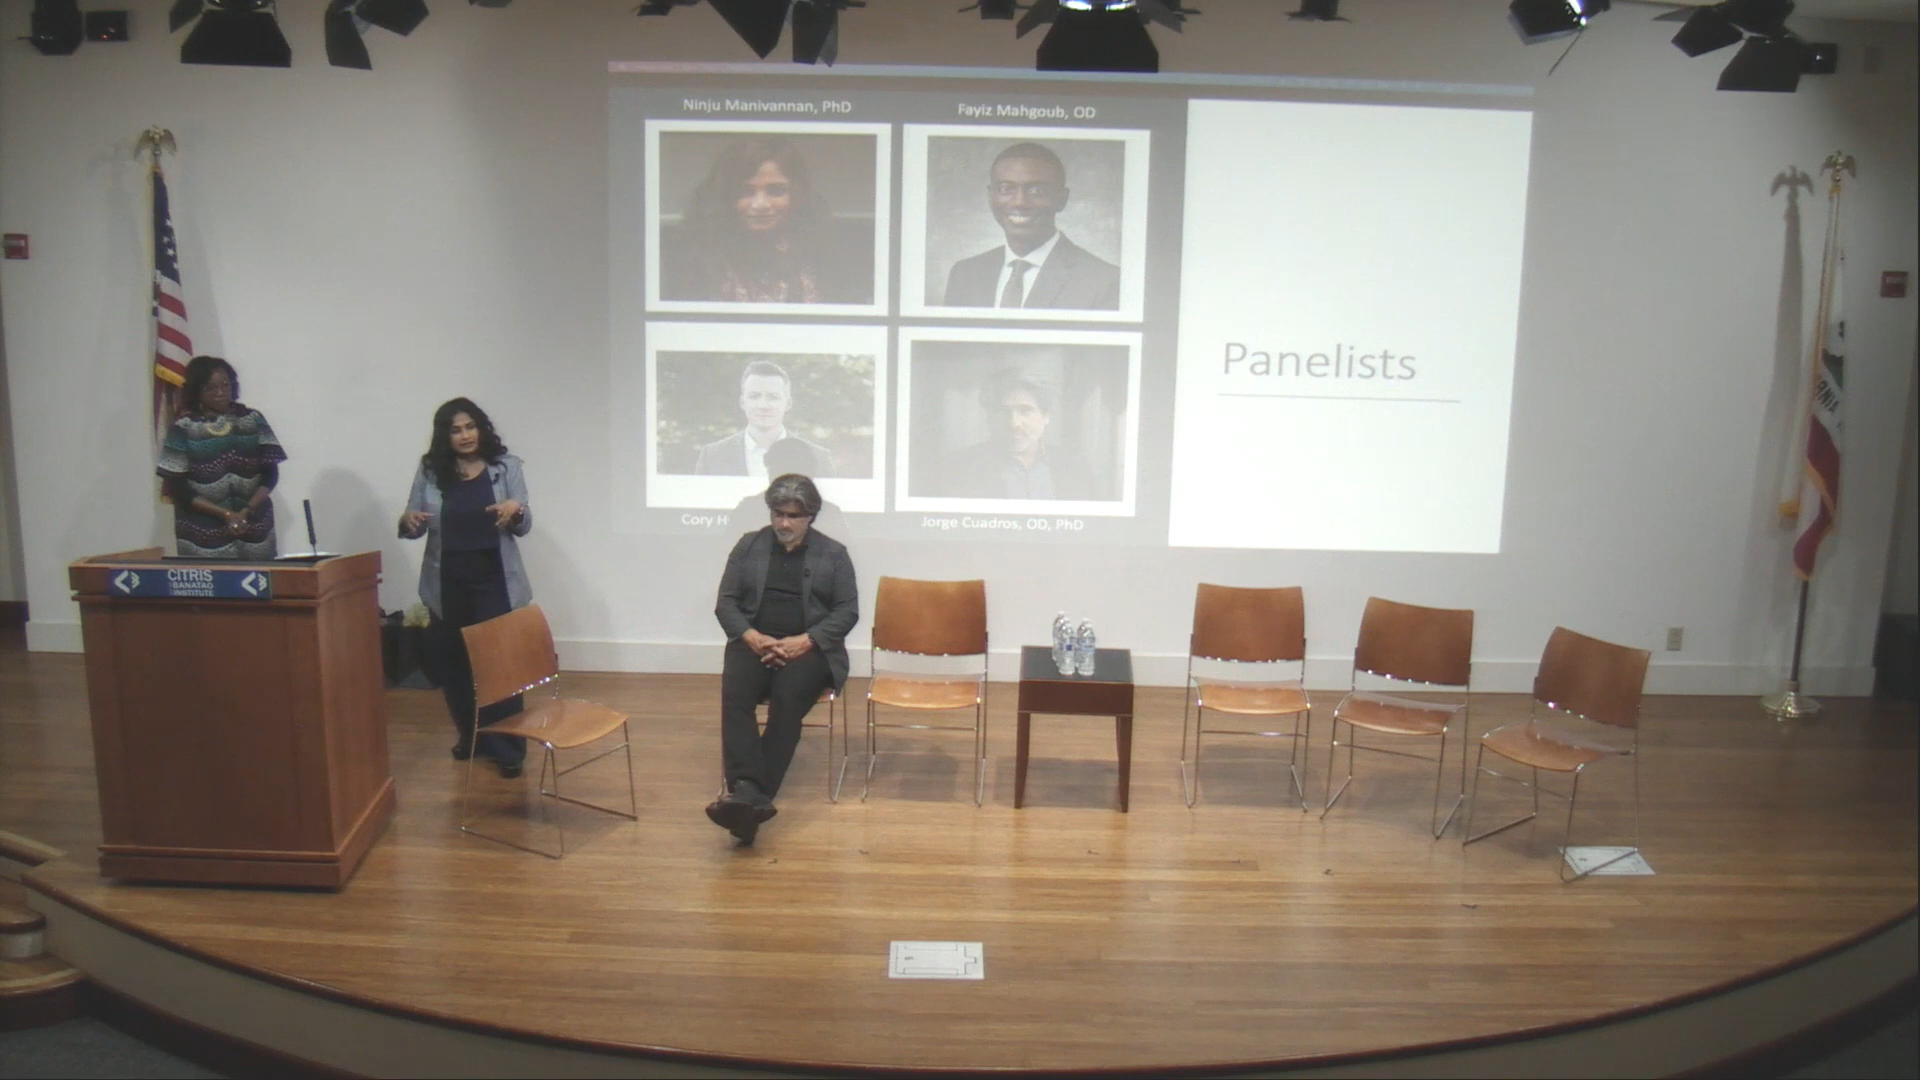 Ninju Manivannan, PhD
Fayiz Mahgoub, OD
Panelists
Cory H
Jorge Cuadros, OD, PhD
CITRIS
BANATAO
INSTITUTE